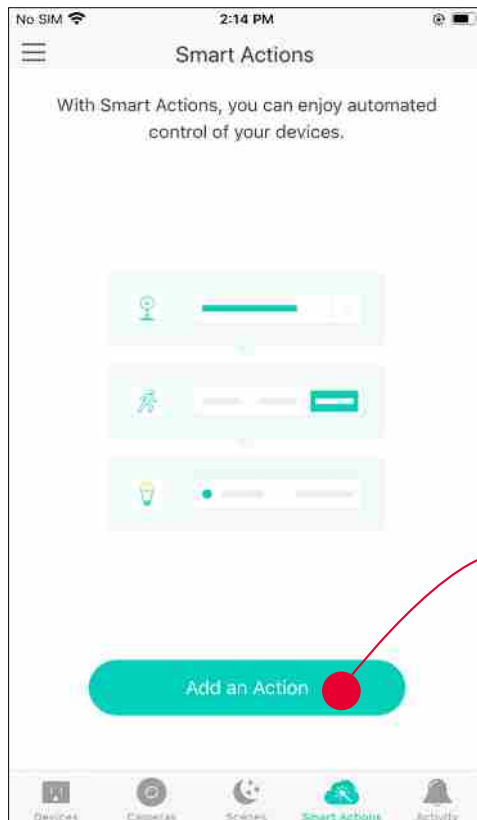 No SIM 2:14 PM
Smart Actions
With Smart Actions, you can enjoy automated
control of your devices.
Add an Action
Devices Cameras Scenes Smart Actions Activity